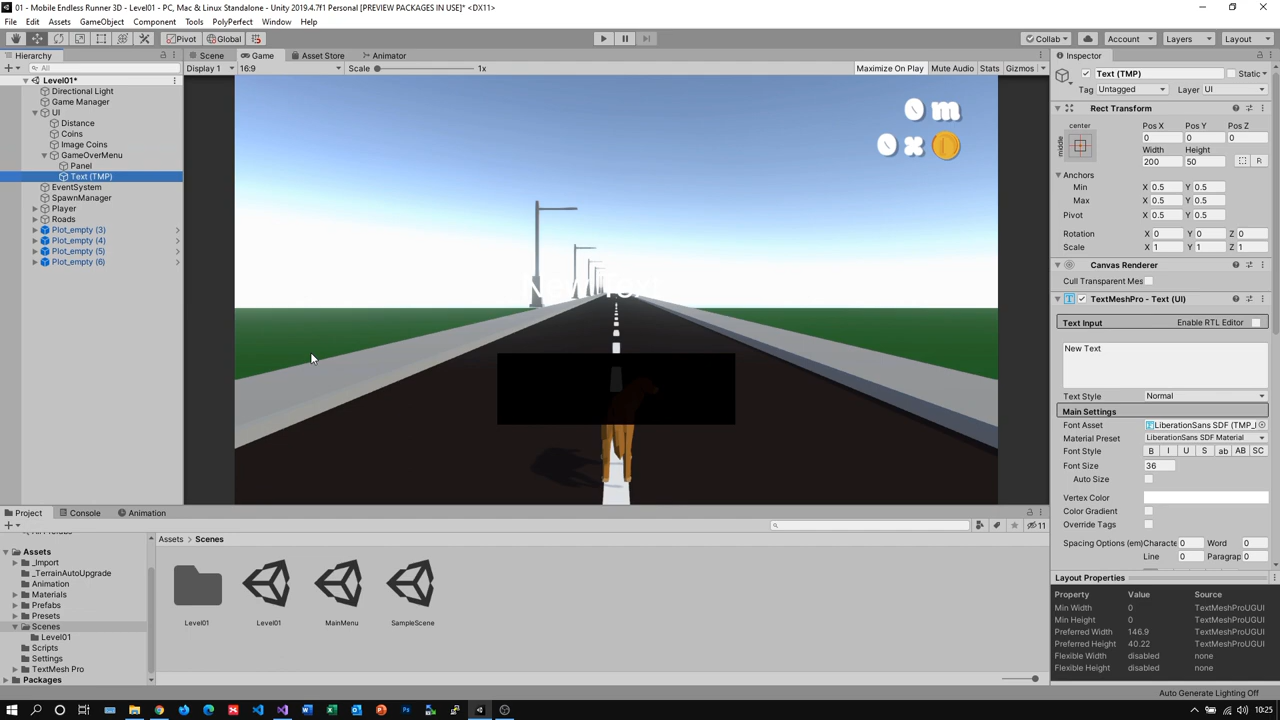 01 - Mobile Endless Runner 3D - Level01 - PC, Mac & Linux Standalone - Unity 2019.4.7f1 Personal [PREVIEW PACKAGES IN USE]* <DX11>
File Edit Assets GameObject Component Tools PolyPerfect Window Help
Pivot Global Collab Account Layers Layout
Hierarchy
All
Level01*
Directional Light
Game Manager
UI
Distance
Coins
Image Coins
GameOverMenu
Panel
Text (TMP)
EventSystem
SpawnManager
Player
Roads
Plot_empty (3)
Plot_empty (4)
Plot_empty (5)
Plot_empty (6)
Scene Game Asset Store Animator
Display 1 16:9 Scale 1x Maximize On Play Mute Audio Stats Gizmos
0 m
0 x
New Text
Inspector
Text (TMP) Static
Tag Untagged Layer UI
Rect Transform
center
middle
Pos X Pos Y Pos Z
0 0 0
Width Height
200 50
R
Anchors
Min X 0.5 Y 0.5
Max X 0.5 Y 0.5
Pivot X 0.5 Y 0.5
Rotation X 0 Y 0 Z 0
Scale X 1 Y 1 Z 1
Canvas Renderer
Cull Transparent Mes
TextMeshPro - Text (UI)
Text Input Enable RTL Editor
New Text
Text Style Normal
Main Settings
Font Asset LiberationSans SDF (TMP_I
Material Preset LiberationSans SDF Material
Font Style B I U S ab AB SC
Font Size 36
Auto Size
Vertex Color
Color Gradient
Override Tags
Spacing Options (em) Characte 0 Word 0
Line 0 Paragrap 0
Layout Properties
Property Value Source
Min Width 0 TextMeshProUGUI
Min Height 0 TextMeshProUGUI
Preferred Width 146.9 TextMeshProUGUI
Preferred Height 40.22 TextMeshProUGUI
Flexible Width disabled none
Flexible Height disabled none
Project Console Animation
11
All Prefabs
Assets
_Import
_TerrainAutoUpgrade
Animation
Materials
Prefabs
Presets
Scenes
Level01
Scripts
Settings
TextMesh Pro
Packages
Assets > Scenes
Level01 Level01 MainMenu SampleScene
Auto Generate Lighting Off
10:25